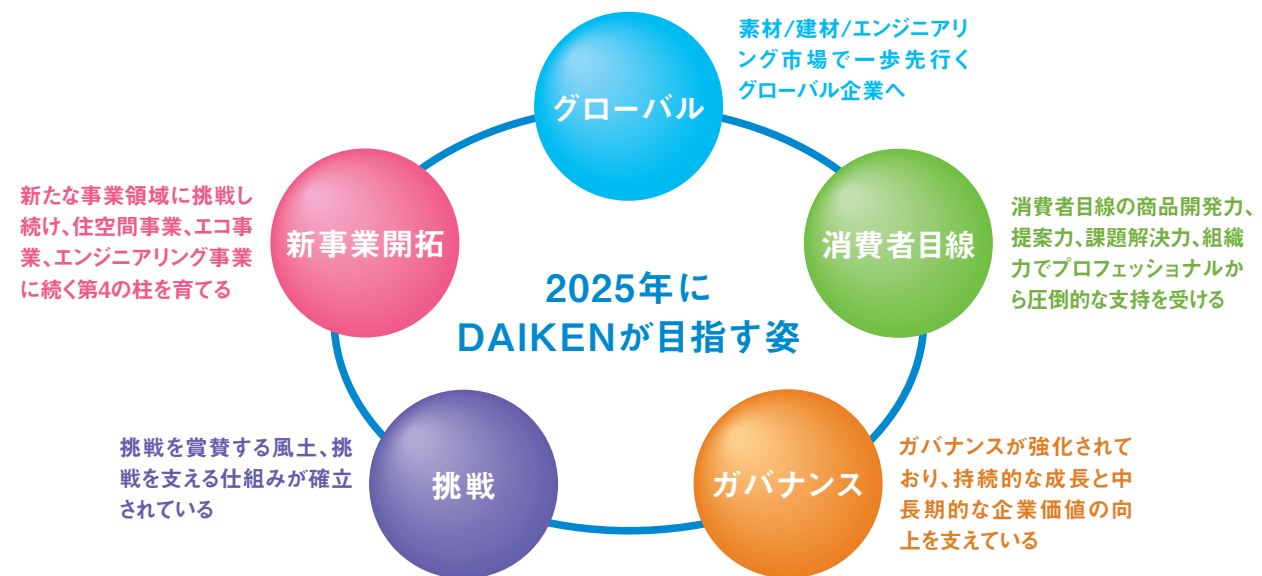 グローバル
素材/建材/エンジニアリ
ング市場で一歩先行く
グローバル企業へ
消費者目線
消費者目線の商品開発力、
提案力、課題解決力、組織
力でプロフェッショナルか
ら圧倒的な支持を受ける
ガバナンス
ガバナンスが強化されて
おり、持続的な成長と中
長期的な企業価値の向
上を支えている
挑戦
挑戦を賞賛する風土、挑
戦を支える仕組みが確立
されている
新事業開拓
新たな事業領域に挑戦し
続け、住空間事業、エコ事
業、エンジニアリング事業
に続く第4の柱を育てる
2025年に
DAIKENが目指す姿